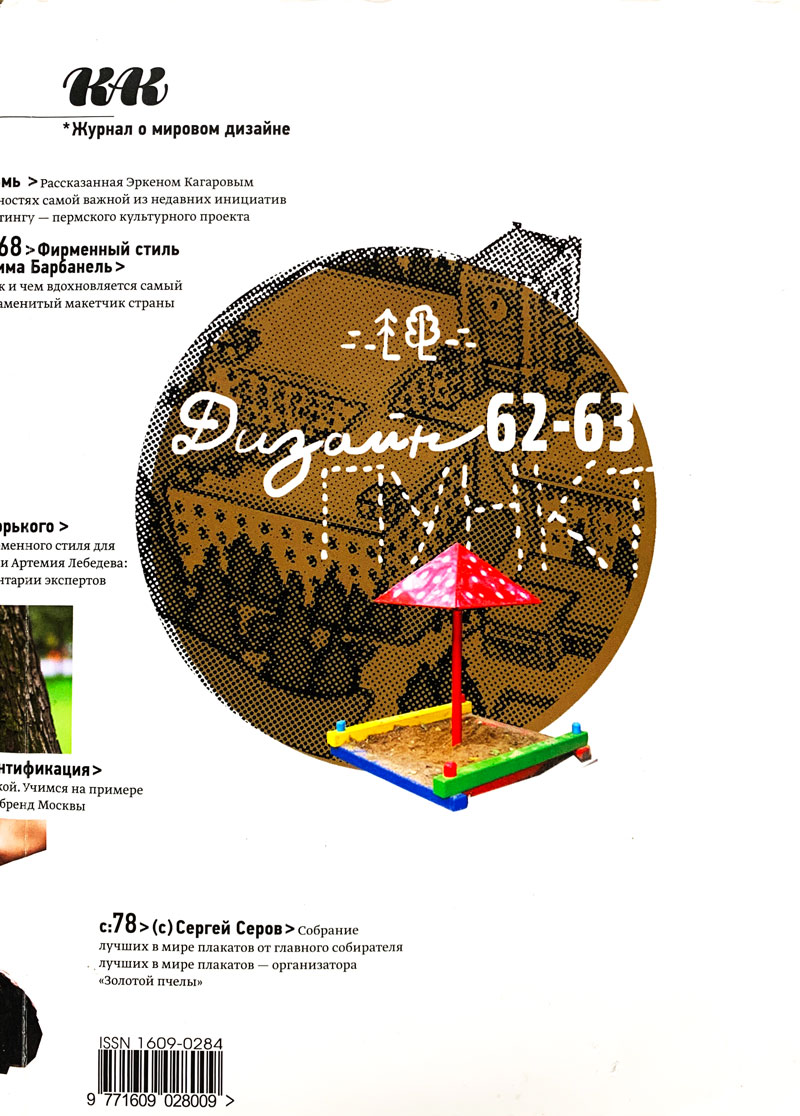 как
*Журнал о мировом дизайне
мь > Рассказанная Эркеном Кагаровым
ностях самой важной из недавних инициатив
тингу — пермского культурного проекта
68 > Фирменный стиль
има Барбанель >
к и чем вдохновляется самый
аменитый макетчик страны
Дизайн 62-63
орького >
менного стиля для
и Артемия Лебедева:
нтарии экспертов
нтификация >
кой. Учимся на примере
бренд Москвы
с:78 > (с) Сергей Серов > Собрание
лучших в мире плакатов от главного собирателя
лучших в мире плакатов — организатора
«Золотой пчелы»
ISSN 1609-0284
9 771609 028009 >